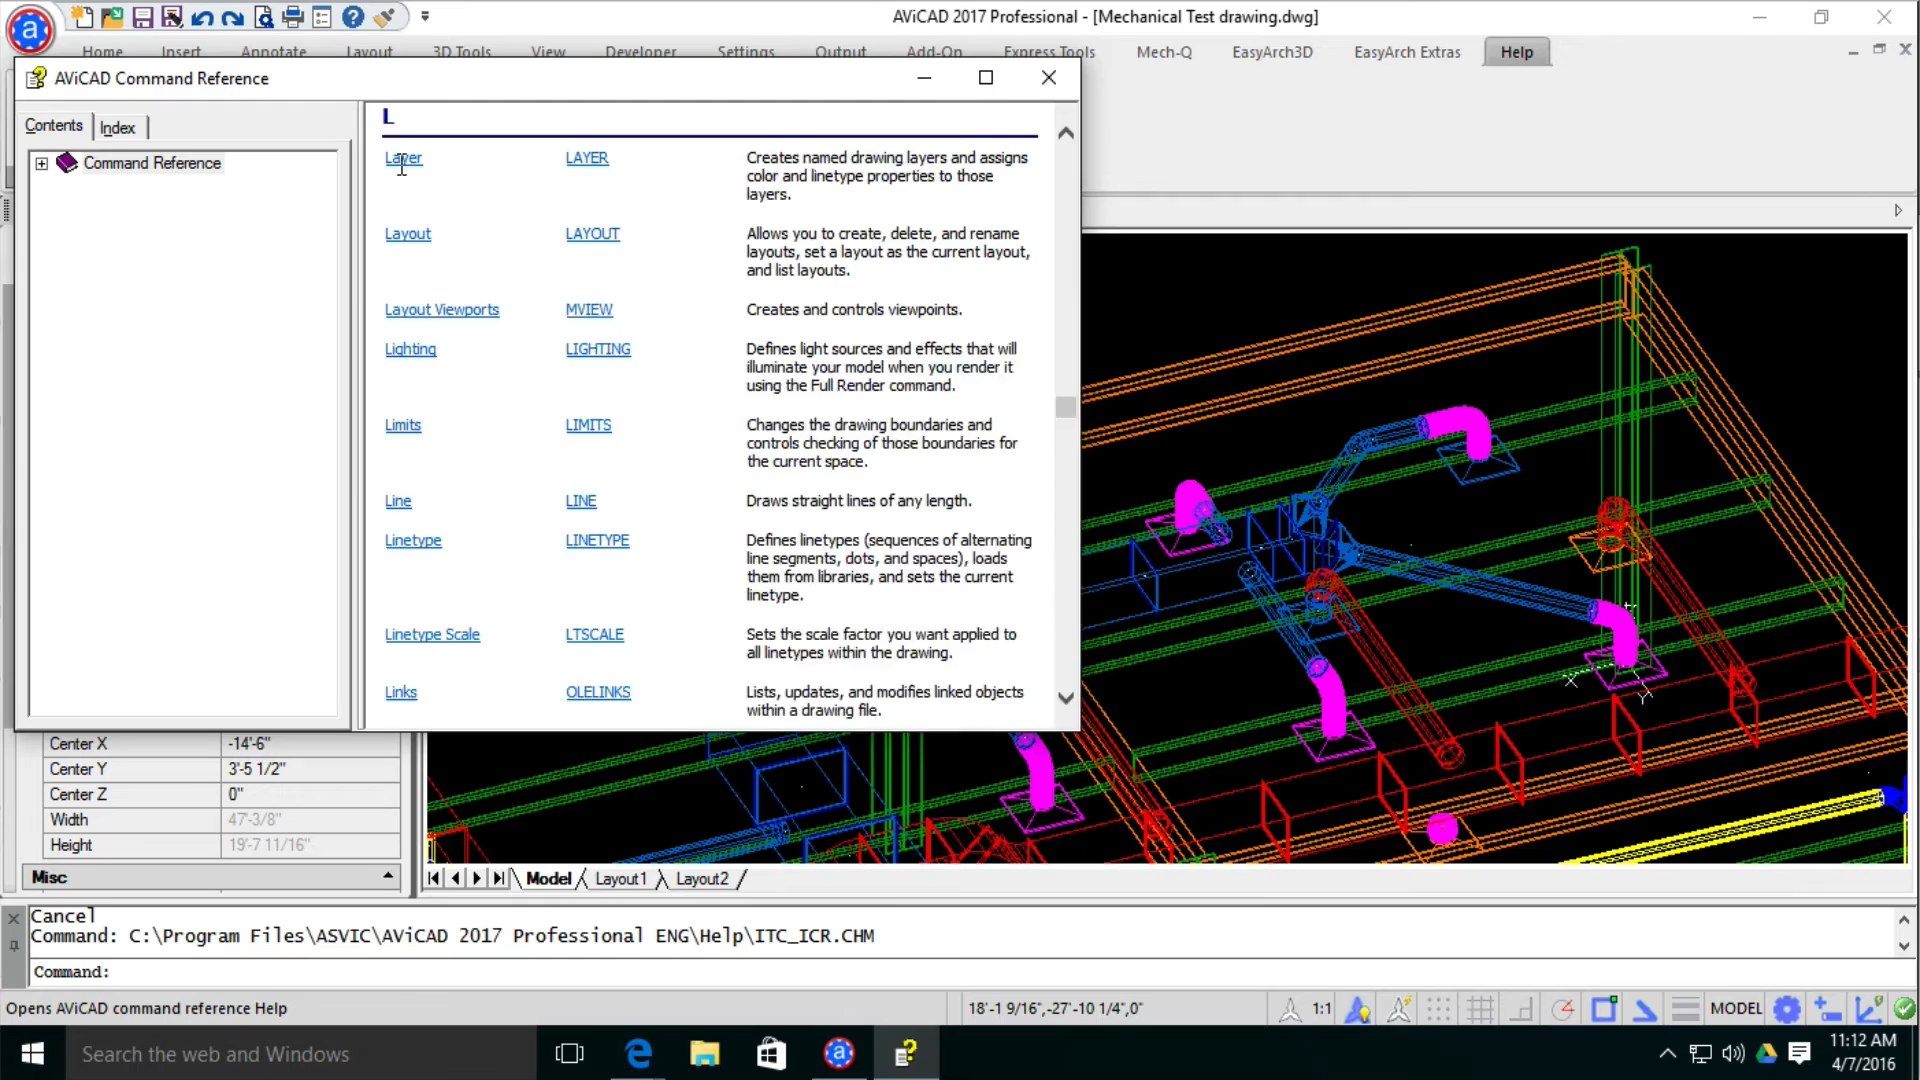 AViCAD 2017 Professional - [Mechanical Test drawing.dwg]
Home Insert Annotate Layout 3D Tools View Developer Settings Output Add-On Express Tools Mech-Q EasyArch3D EasyArch Extras Help
AViCAD Command Reference
Contents Index
Command Reference
L
Layer LAYER Creates named drawing layers and assigns
color and linetype properties to those
layers.
Layout LAYOUT Allows you to create, delete, and rename
layouts, set a layout as the current layout,
and list layouts.
Layout Viewports MVIEW Creates and controls viewpoints.
Lighting LIGHTING Defines light sources and effects that will
illuminate your model when you render it
using the Full Render command.
Limits LIMITS Changes the drawing boundaries and
controls checking of those boundaries for
the current space.
Line LINE Draws straight lines of any length.
Linetype LINETYPE Defines linetypes (sequences of alternating
line segments, dots, and spaces), loads
them from libraries, and sets the current
linetype.
Linetype Scale LTSCALE Sets the scale factor you want applied to
all linetypes within the drawing.
Links OLELINKS Lists, updates, and modifies linked objects
within a drawing file.
X
Y
Center X -14'-6"
Center Y 3'-5 1/2"
Center Z 0"
Width 47'-3/8"
Height 19'-7 11/16"
Misc
Model Layout1 Layout2
Cancel
Command: C:\Program Files\ASVIC\AViCAD 2017 Professional ENG\Help\ITC_ICR.CHM
Command:
Opens AViCAD command reference Help 18'-1 9/16",-27'-10 1/4",0" 1:1 MODEL
Search the web and Windows
11:12 AM
4/7/2016